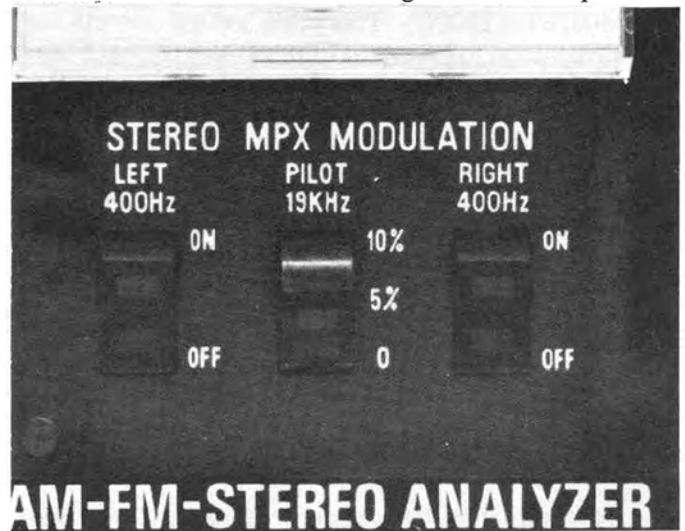 STEREO MPX MODULATION
LEFT PILOT RIGHT
400Hz 19KHz 400Hz
ON 10% ON
5%
OFF 0 OFF
AM-FM-STEREO ANALYZER